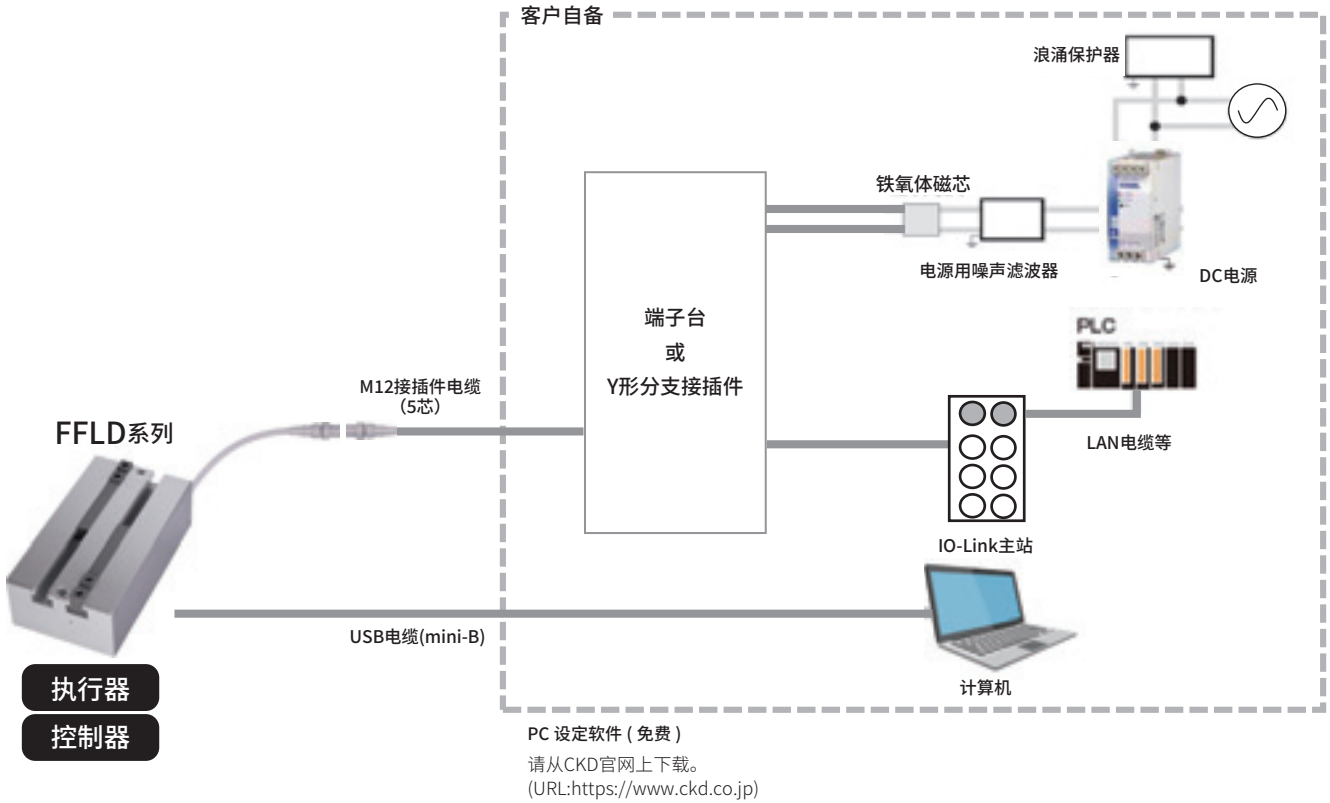 客户自备
浪涌保护器
铁氧体磁芯
电源用噪声滤波器
DC电源
端子台
或
Y形分支接插件
PLC
M12接插件电缆
（5芯）
FFLD系列
LAN电缆等
IO-Link主站
USB电缆(mini-B)
计算机
执行器
控制器
PC 设定软件 ( 免费 )
请从CKD官网上下载。
(URL:https://www.ckd.co.jp)